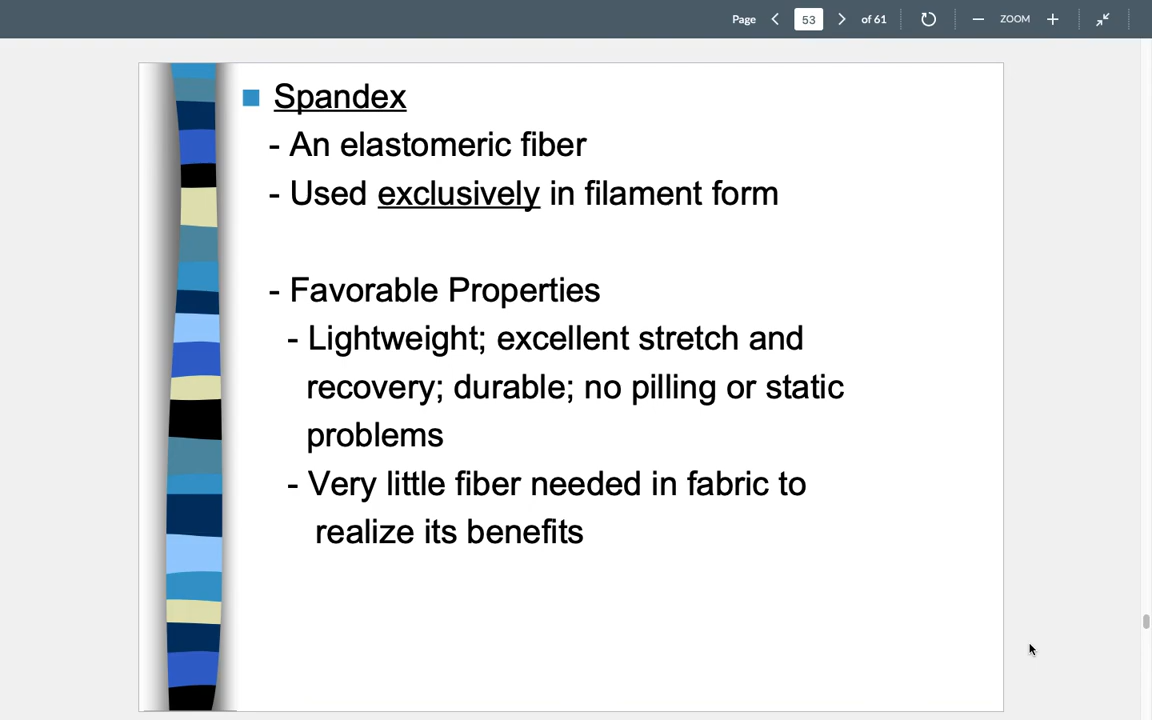 Page 53 of 61 ZOOM
Spandex
- An elastomeric fiber
- Used exclusively in filament form
- Favorable Properties
- Lightweight; excellent stretch and
recovery; durable; no pilling or static
problems
- Very little fiber needed in fabric to
realize its benefits